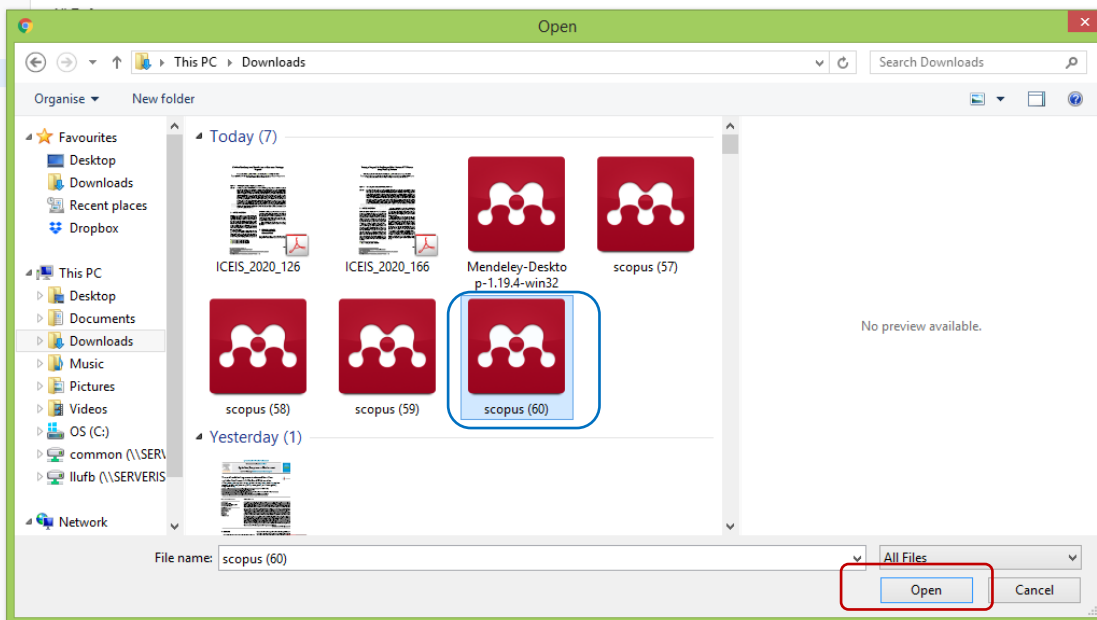 Open
This PC Downloads
Search Downloads
Organise
New folder
Favourites
Desktop
Downloads
Recent places
Dropbox
This PC
Desktop
Documents
Downloads
Music
Pictures
Videos
OS (C:)
common (\\SERV
llufb (\\SERVERIS
Network
Today (7)
ICEIS_2020_126
ICEIS_2020_166
Mendeley-Deskto
p-1.19.4-win32
scopus (57)
scopus (58)
scopus (59)
scopus (60)
Yesterday (1)
No preview available.
File name: scopus (60)
All Files
Open
Cancel